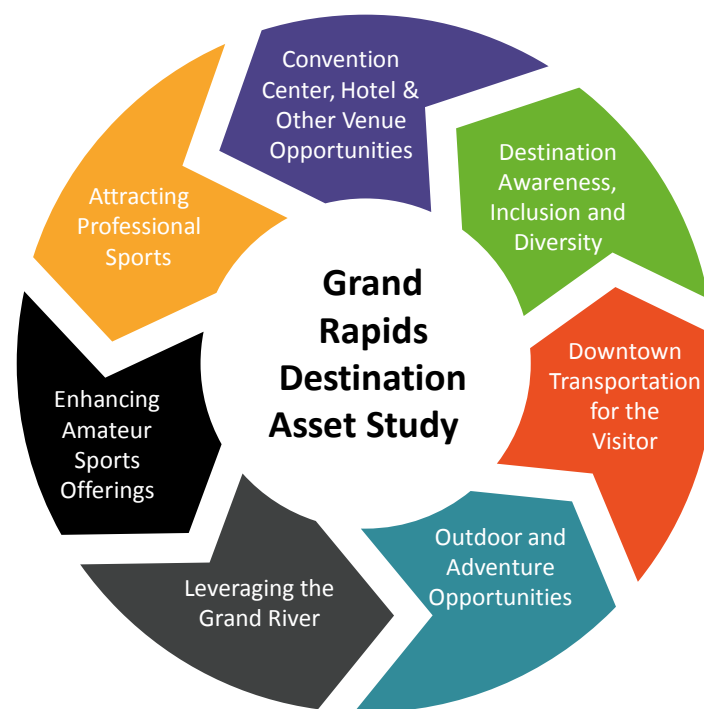 Convention
Center, Hotel &
Other Venue
Opportunities
Destination
Awareness,
Inclusion and
Diversity
Downtown
Transportation
for the
Visitor
Outdoor and
Adventure
Opportunities
Leveraging the
Grand River
Enhancing
Amateur
Sports
Offerings
Attracting
Professional
Sports
Grand
Rapids
Destination
Asset Study